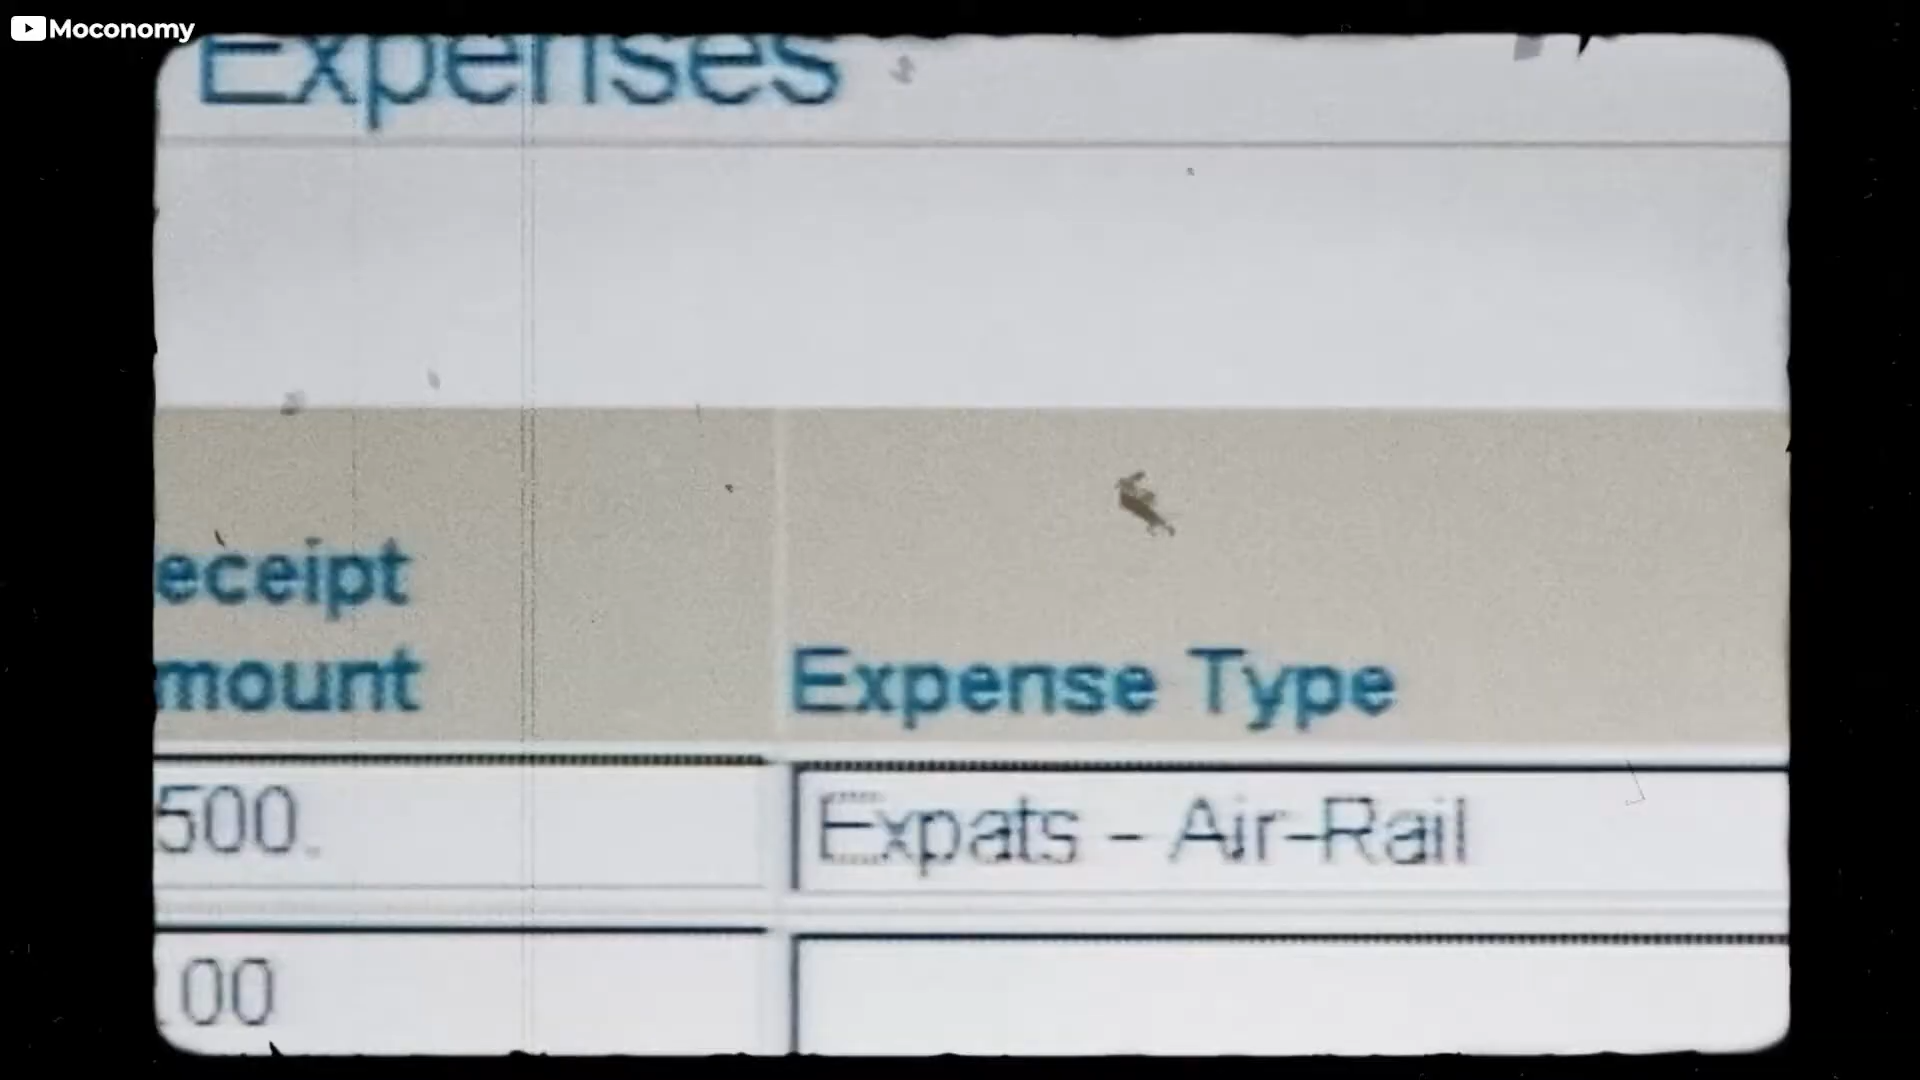 Moconomy
Expenses
eceipt
mount
Expense Type
500.
Expats - Air-Rail
.00